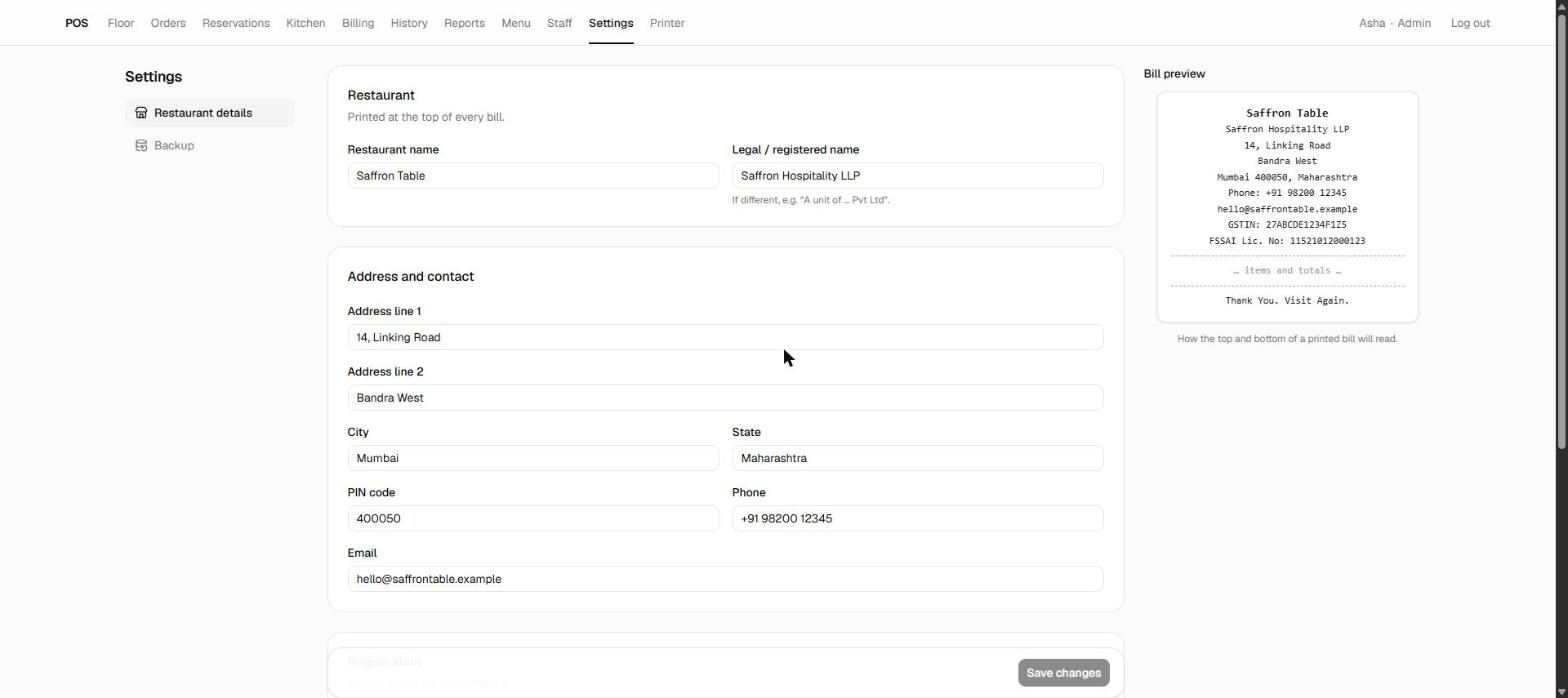 POS Floor Orders Reservations Kitchen Billing History Reports Menu Staff Settings Printer Asha · Admin Log out
Settings
Restaurant details
Backup
Restaurant
Printed at the top of every bill.
Restaurant name
Saffron Table
Legal / registered name
Saffron Hospitality LLP
If different, e.g. "A unit of … Pvt Ltd".
Address and contact
Address line 1
14, Linking Road
Address line 2
Bandra West
City
Mumbai
State
Maharashtra
PIN code
400050
Phone
+91 98200 12345
Email
hello@saffrontable.example
Registration
Save changes
Bill preview
Saffron Table
Saffron Hospitality LLP
14, Linking Road
Bandra West
Mumbai 400050, Maharashtra
Phone: +91 98200 12345
hello@saffrontable.example
GSTIN: 27ABCDE1234F1Z5
FSSAI Lic. No: 11521012000123
… items and totals …
Thank You. Visit Again.
How the top and bottom of a printed bill will read.